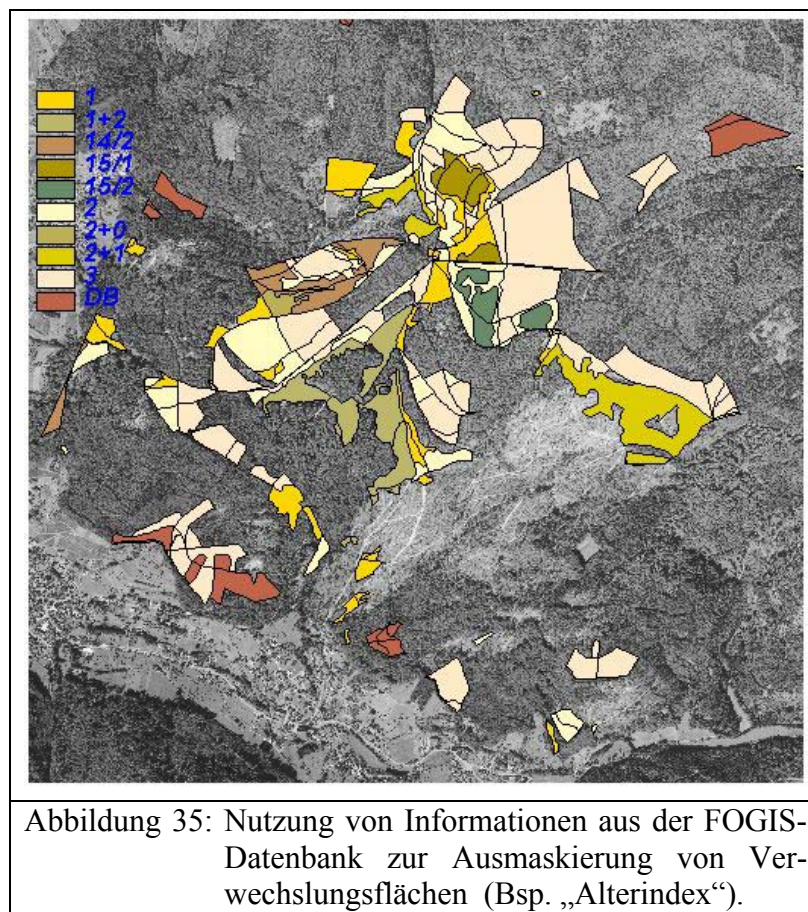 1
1+2
14/2
15/1
15/2
2
2+0
2+1
3
DB
Abbildung 35: Nutzung von Informationen aus der FOGIS-
Datenbank zur Ausmaskierung von Ver-
wechslungsflächen (Bsp. „Alterindex“).